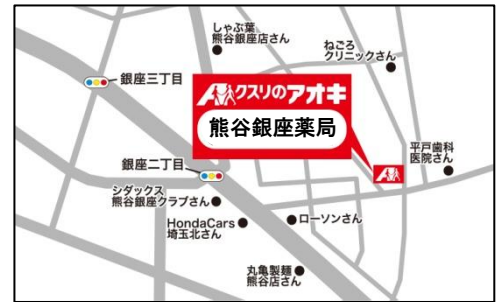 しゃぶ葉
熊谷銀座店さん
ねごろ
クリニックさん
銀座三丁目
クスリのアオキ
熊谷銀座薬局
平戸歯科
医院さん
銀座二丁目
シダックス
熊谷銀座クラブさん
HondaCars
埼玉北さん
ローソンさん
丸亀製麺
熊谷店さん